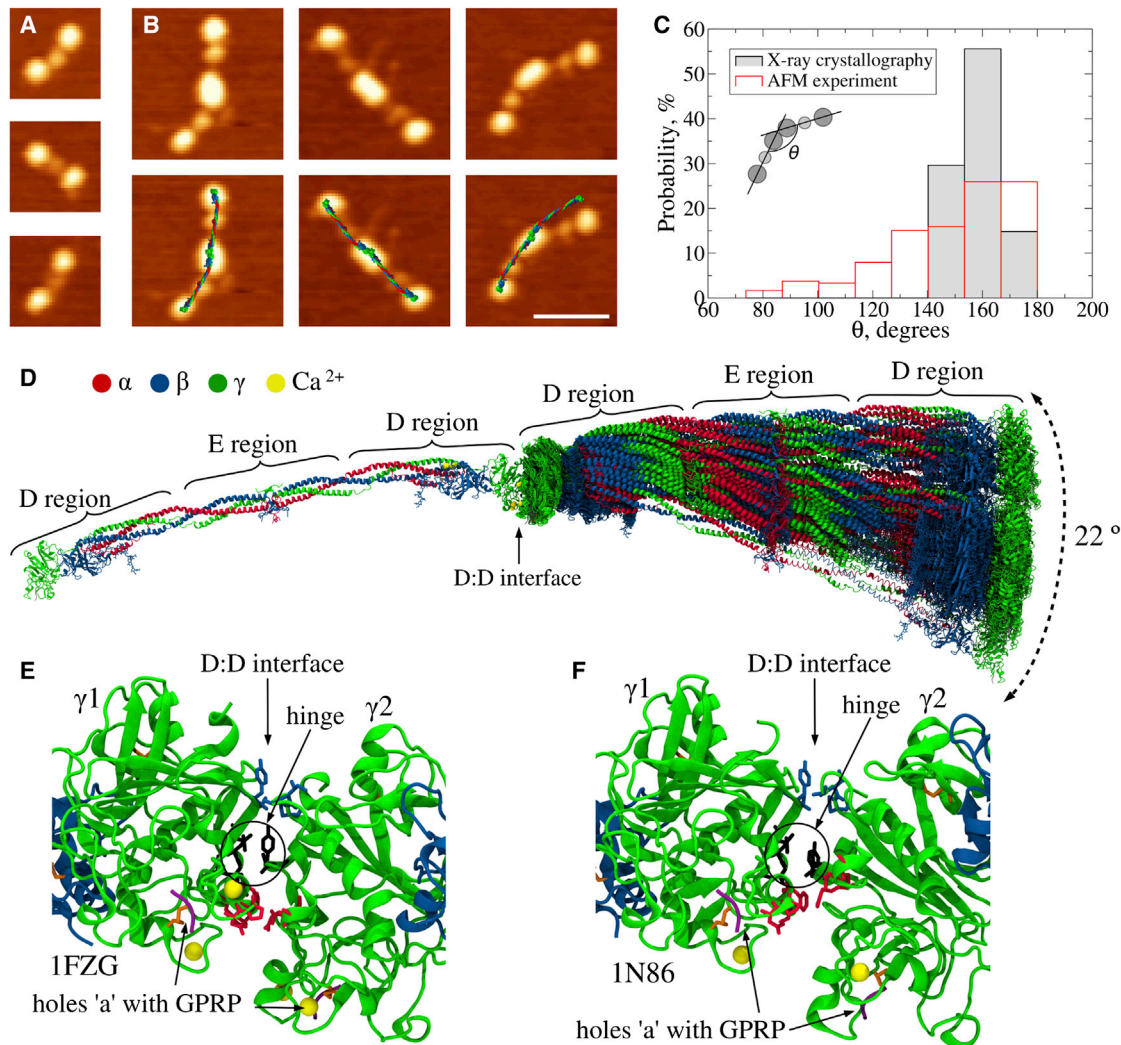 A
B
C
60
50
40
30
20
10
0
Probability, %
X-ray crystallography
AFM experiment
θ
60
80
100
120
140
160
180
200
θ, degrees
D
α
β
γ
Ca 2+
D region
E region
D region
D region
E region
D region
D:D interface
22 º
E
D:D interface
γ1
γ2
hinge
1FZG
holes 'a' with GPRP
F
D:D interface
γ1
γ2
hinge
1N86
holes 'a' with GPRP